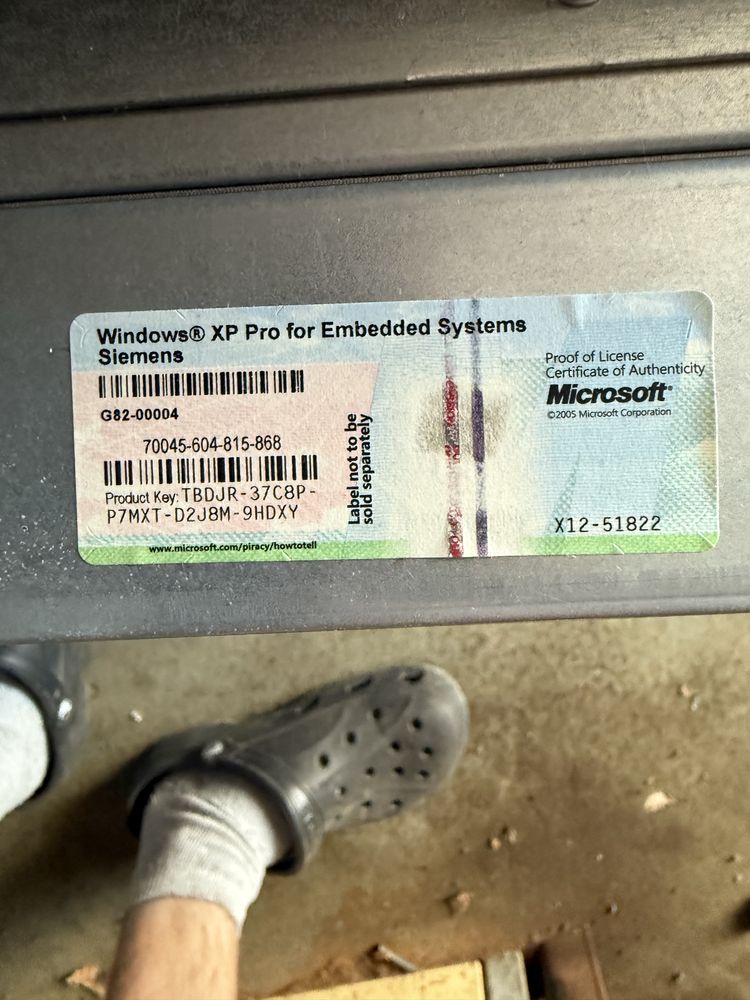 Windows® XP Pro for Embedded Systems
Siemens
G82-00004
70045-604-815-868
Product Key: TBDJR-37C8P-
P7MXT-D2J8M-9HDXY
www.microsoft.com/piracy/howtotell
Label not to be
sold separately
Proof of License
Certificate of Authenticity
Microsoft®
©2005 Microsoft Corporation
X12-51822